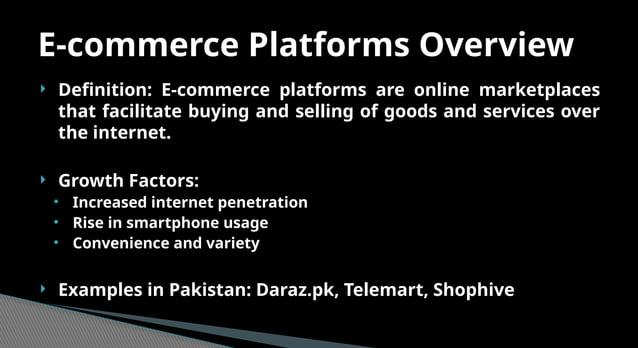 E-commerce Platforms Overview
Definition: E-commerce platforms are online marketplaces
that facilitate buying and selling of goods and services over
the internet.
Growth Factors:
Increased internet penetration
Rise in smartphone usage
Convenience and variety
Examples in Pakistan: Daraz.pk, Telemart, Shophive